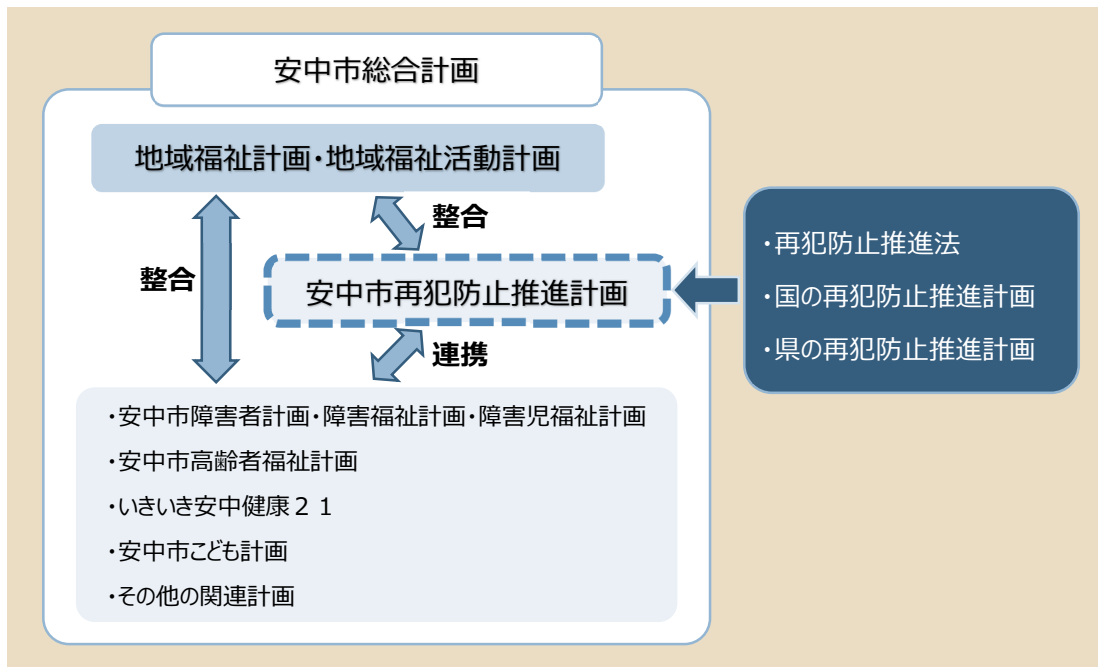 安中市総合計画
地域福祉計画・地域福祉活動計画
整合
整合
安中市再犯防止推進計画
連携
・再犯防止推進法
・国の再犯防止推進計画
・県の再犯防止推進計画
・安中市障害者計画・障害福祉計画・障害児福祉計画
・安中市高齢者福祉計画
・いきいき安中健康２１
・安中市こども計画
・その他の関連計画